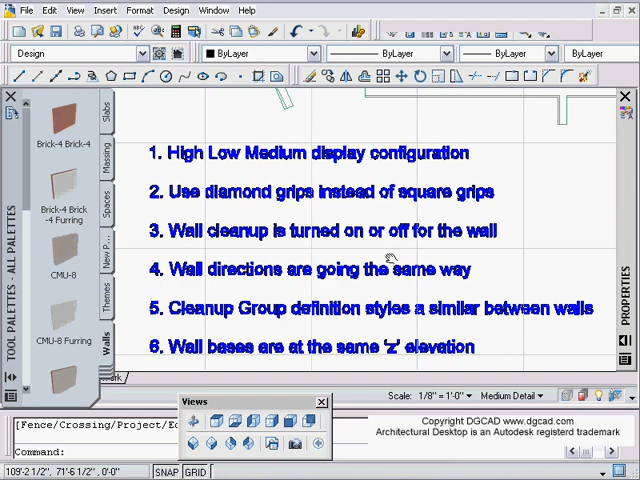 File Edit View Insert Format Design Window Help
Design ByLayer ByLayer ByLayer
Brick-4 Brick-4
Brick-4 Brick
-4 Furring
CMU-8
CMU-8 Furring
Slabs
Massing
Spaces
New P...
Themes
Walls
TOOL PALETTES - ALL PALETTES
PROPERTIES
1. High Low Medium display configuration
2. Use diamond grips instead of square grips
3. Wall cleanup is turned on or off for the wall
4. Wall directions are going the same way
5. Cleanup Group definition styles a similar between walls
6. Wall bases are at the same 'z' elevation
Scale: 1/8" = 1'-0" Medium Detail
Views
[Fence/Crossing/Project/Ed
Command:
Copyright DGCAD www.dgcad.com
Architectural Desktop is an Autodesk registerd trademark
109'-2 1/2", 71'-6 1/2", 0'-0" SNAP GRID